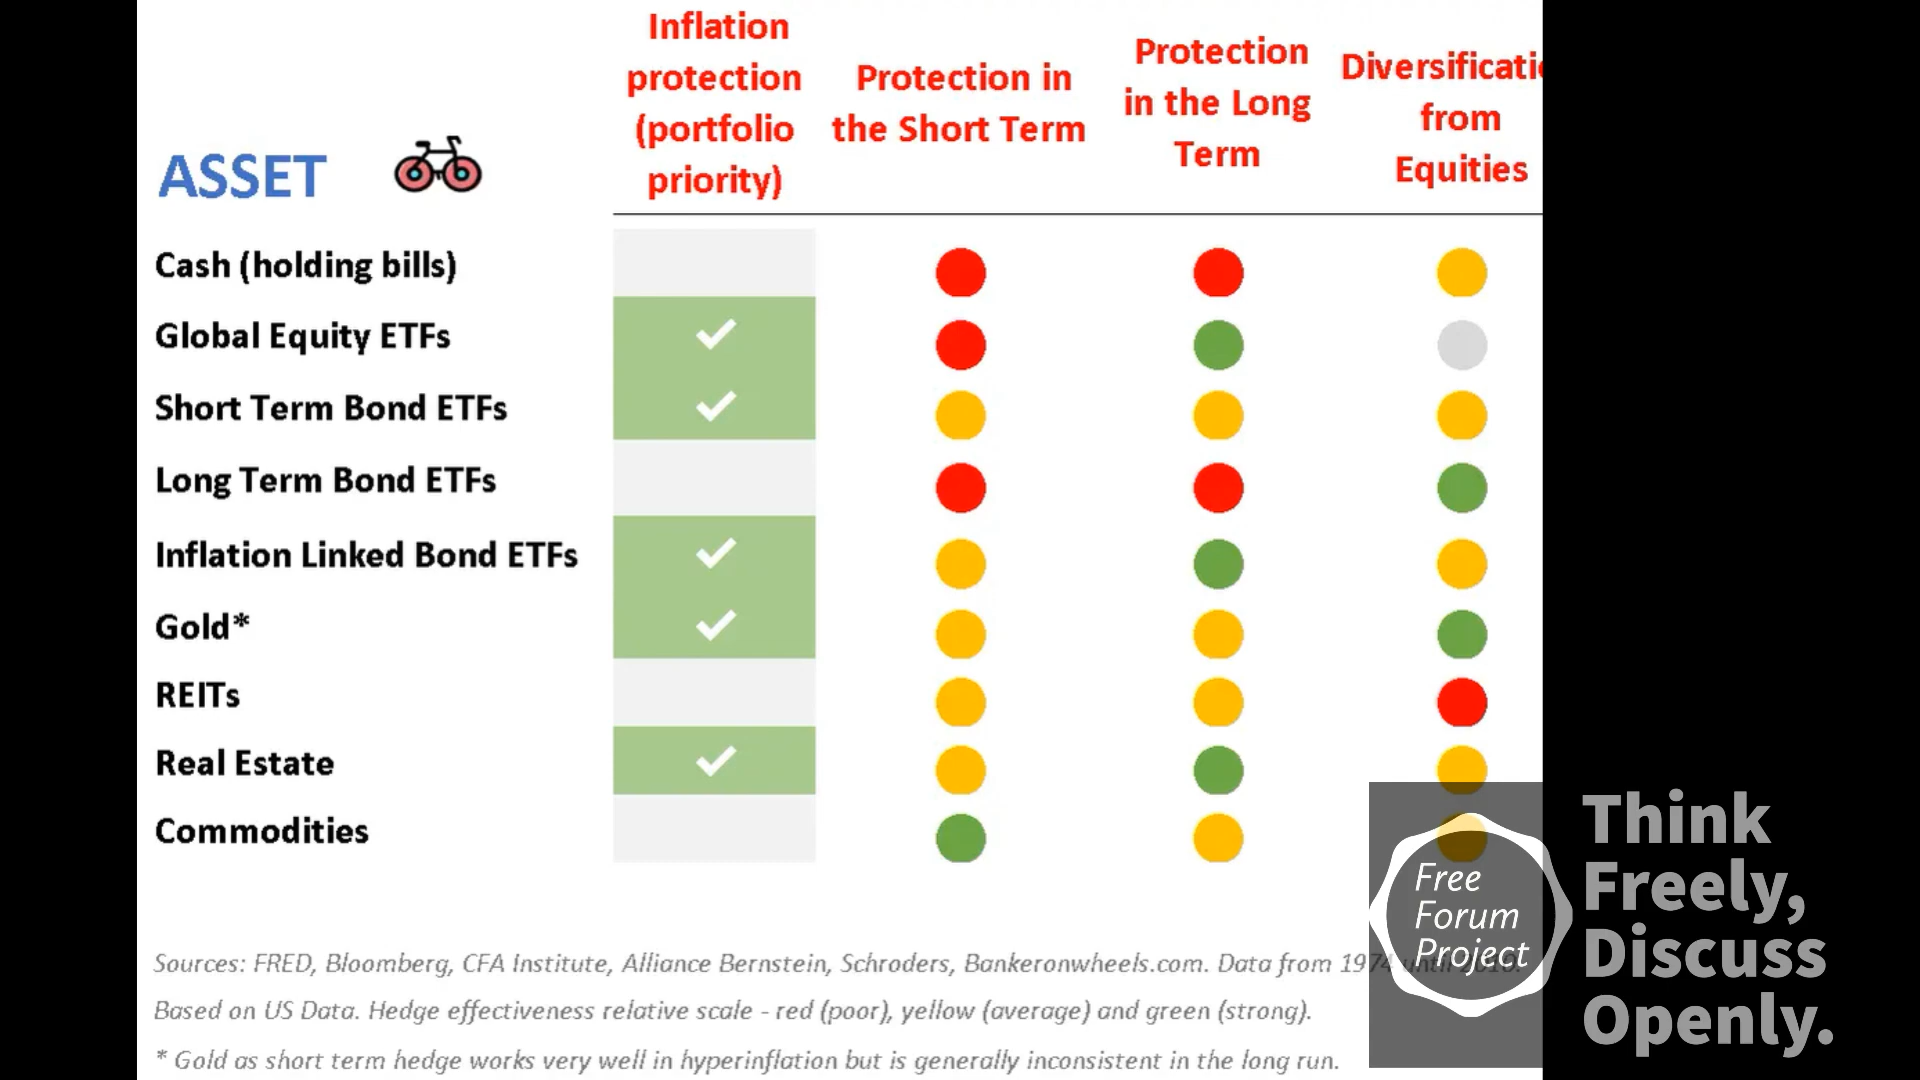 Inflation
protection
(portfolio
priority)
Protection in
the Short Term
Protection
in the Long
Term
from
Equities
ASSET
Cash (holding bills)
Global Equity ETFs
Short Term Bond ETFs
Long Term Bond ETFs
Inflation Linked Bond ETFs
Gold*
REITs
Real Estate
Commodities
Sources: FRED, Bloomberg, CFA Institute, Alliance Bernstein, Schroders, Bankeronwheels.com. Data from 1974 until
Based on US Data. Hedge effectiveness relative scale - red (poor), yellow (average) and green (strong).
* Gold as short term hedge works very well in hyperinflation but is generally inconsistent in the long run.
Free
Forum
Project
Think
Freely,
Discuss
Openly.